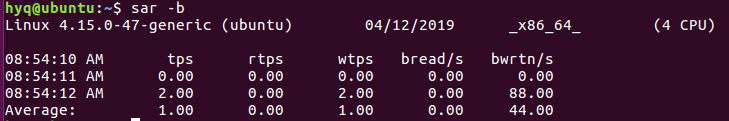 hyq@ubuntu:~$ sar -b
Linux 4.15.0-47-generic (ubuntu) 04/12/2019 _x86_64_ (4 CPU)
08:54:10 AM tps rtps wtps bread/s bwrtn/s
08:54:11 AM 0.00 0.00 0.00 0.00 0.00
08:54:12 AM 2.00 0.00 2.00 0.00 88.00
Average: 1.00 0.00 1.00 0.00 44.00